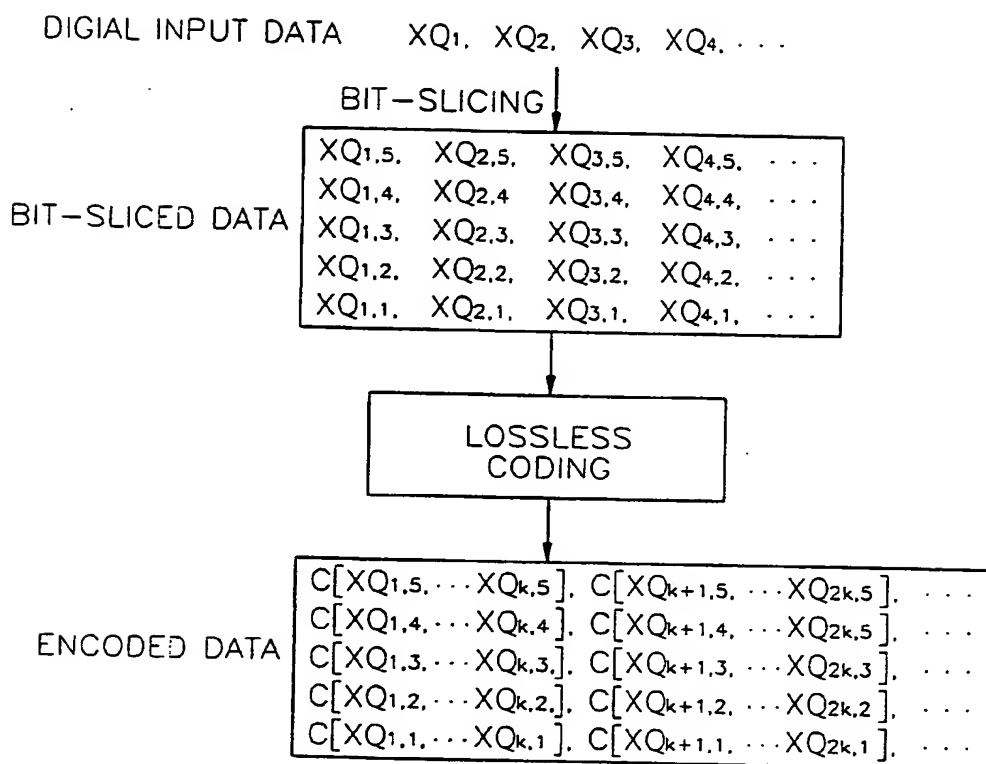 DIGIAL INPUT DATA XQ1, XQ2, XQ3, XQ4, ...
BIT-SLICING
BIT-SLICED DATA
XQ1,5, XQ2,5, XQ3,5, XQ4,5, ...
XQ1,4, XQ2,4 XQ3,4, XQ4,4, ...
XQ1,3, XQ2,3, XQ3,3, XQ4,3, ...
XQ1,2, XQ2,2, XQ3,2, XQ4,2, ...
XQ1,1, XQ2,1, XQ3,1, XQ4,1, ...
LOSSLESS
CODING
ENCODED DATA
C[XQ1,5, ...XQk,5], C[XQk+1,5, ...XQ2k,5], ...
C[XQ1,4, ...XQk,4], C[XQk+1,4, ...XQ2k,5], ...
C[XQ1,3, ...XQk,3,], C[XQk+1,3, ...XQ2k,3], ...
C[XQ1,2, ...XQk,2,], C[XQk+1,2, ...XQ2k,2], ...
C[XQ1,1, ...XQk,1], C[XQk+1,1, ...XQ2k,1], ...